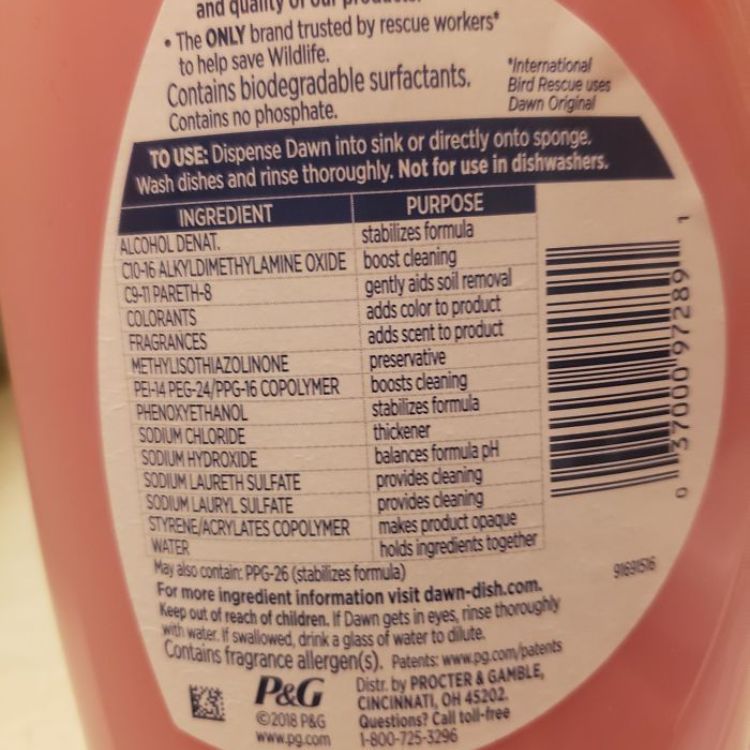 and quality of our products.
• The ONLY brand trusted by rescue workers*
to help save Wildlife.
Contains biodegradable surfactants.
Contains no phosphate.
*International
Bird Rescue uses
Dawn Original
TO USE: Dispense Dawn into sink or directly onto sponge.
Wash dishes and rinse thoroughly. Not for use in dishwashers.
INGREDIENT PURPOSE
ALCOHOL DENAT. stabilizes formula
C10-16 ALKYLDIMETHYLAMINE OXIDE boost cleaning
C9-11 PARETH-8 gently aids soil removal
COLORANTS adds color to product
FRAGRANCES adds scent to product
METHYLISOTHIAZOLINONE preservative
PEI-14 PEG-24/PPG-16 COPOLYMER boosts cleaning
PHENOXYETHANOL stabilizes formula
SODIUM CHLORIDE thickener
SODIUM HYDROXIDE balances formula pH
SODIUM LAURETH SULFATE provides cleaning
SODIUM LAURYL SULFATE provides cleaning
STYRENE/ACRYLATES COPOLYMER makes product opaque
WATER holds ingredients together
May also contain: PPG-26 (stabilizes formula)
For more ingredient information visit dawn-dish.com.
Keep out of reach of children. If Dawn gets in eyes, rinse thoroughly
with water. If swallowed, drink a glass of water to dilute.
Contains fragrance allergen(s). Patents: www.pg.com/patents
P&G
©2018 P&G
www.pg.com
Distr. by PROCTER & GAMBLE,
CINCINNATI, OH 45202.
Questions? Call toll-free
1-800-725-3296
0 37000 97289 1
91691516